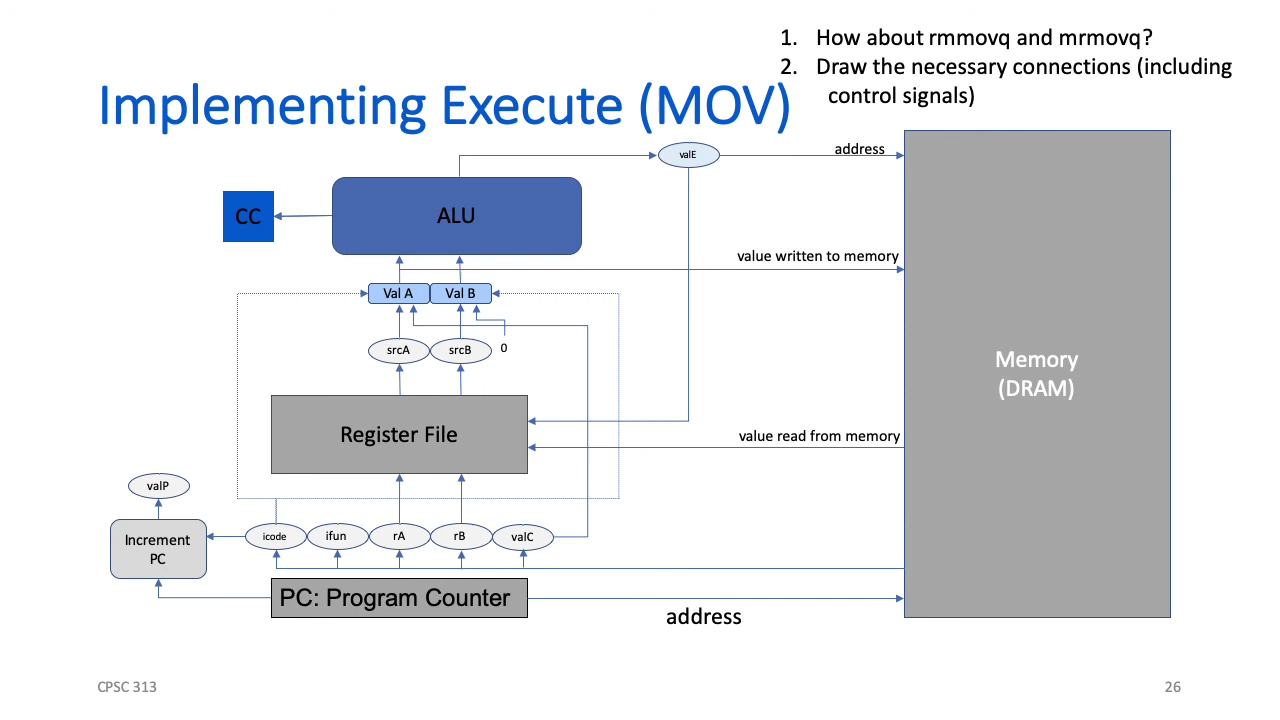 1. How about rmmovq and mrmovq?
2. Draw the necessary connections (including
control signals)
Implementing Execute (MOV)
valE
address
CC
ALU
value written to memory
Val A
Val B
srcA
srcB
0
Memory
(DRAM)
Register File
value read from memory
valP
Increment
PC
icode
ifun
rA
rB
valC
PC: Program Counter
address
CPSC 313
26